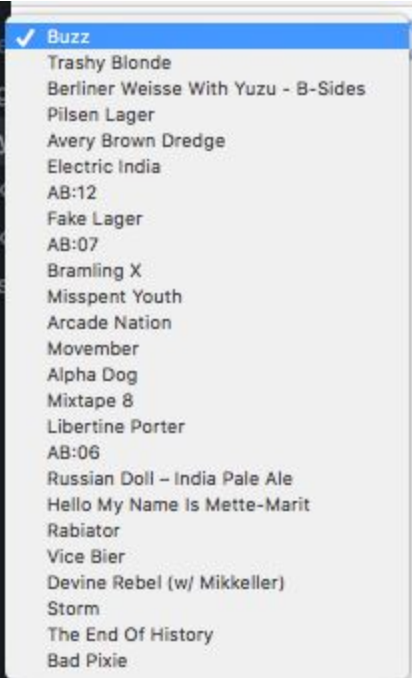 ✓ Buzz
Trashy Blonde
Berliner Weisse With Yuzu - B-Sides
Pilsen Lager
Avery Brown Dredge
Electric India
AB:12
Fake Lager
AB:07
Bramling X
Misspent Youth
Arcade Nation
Movember
Alpha Dog
Mixtape 8
Libertine Porter
AB:06
Russian Doll – India Pale Ale
Hello My Name Is Mette-Marit
Rabiator
Vice Bier
Devine Rebel (w/ Mikkeller)
Storm
The End Of History
Bad Pixie